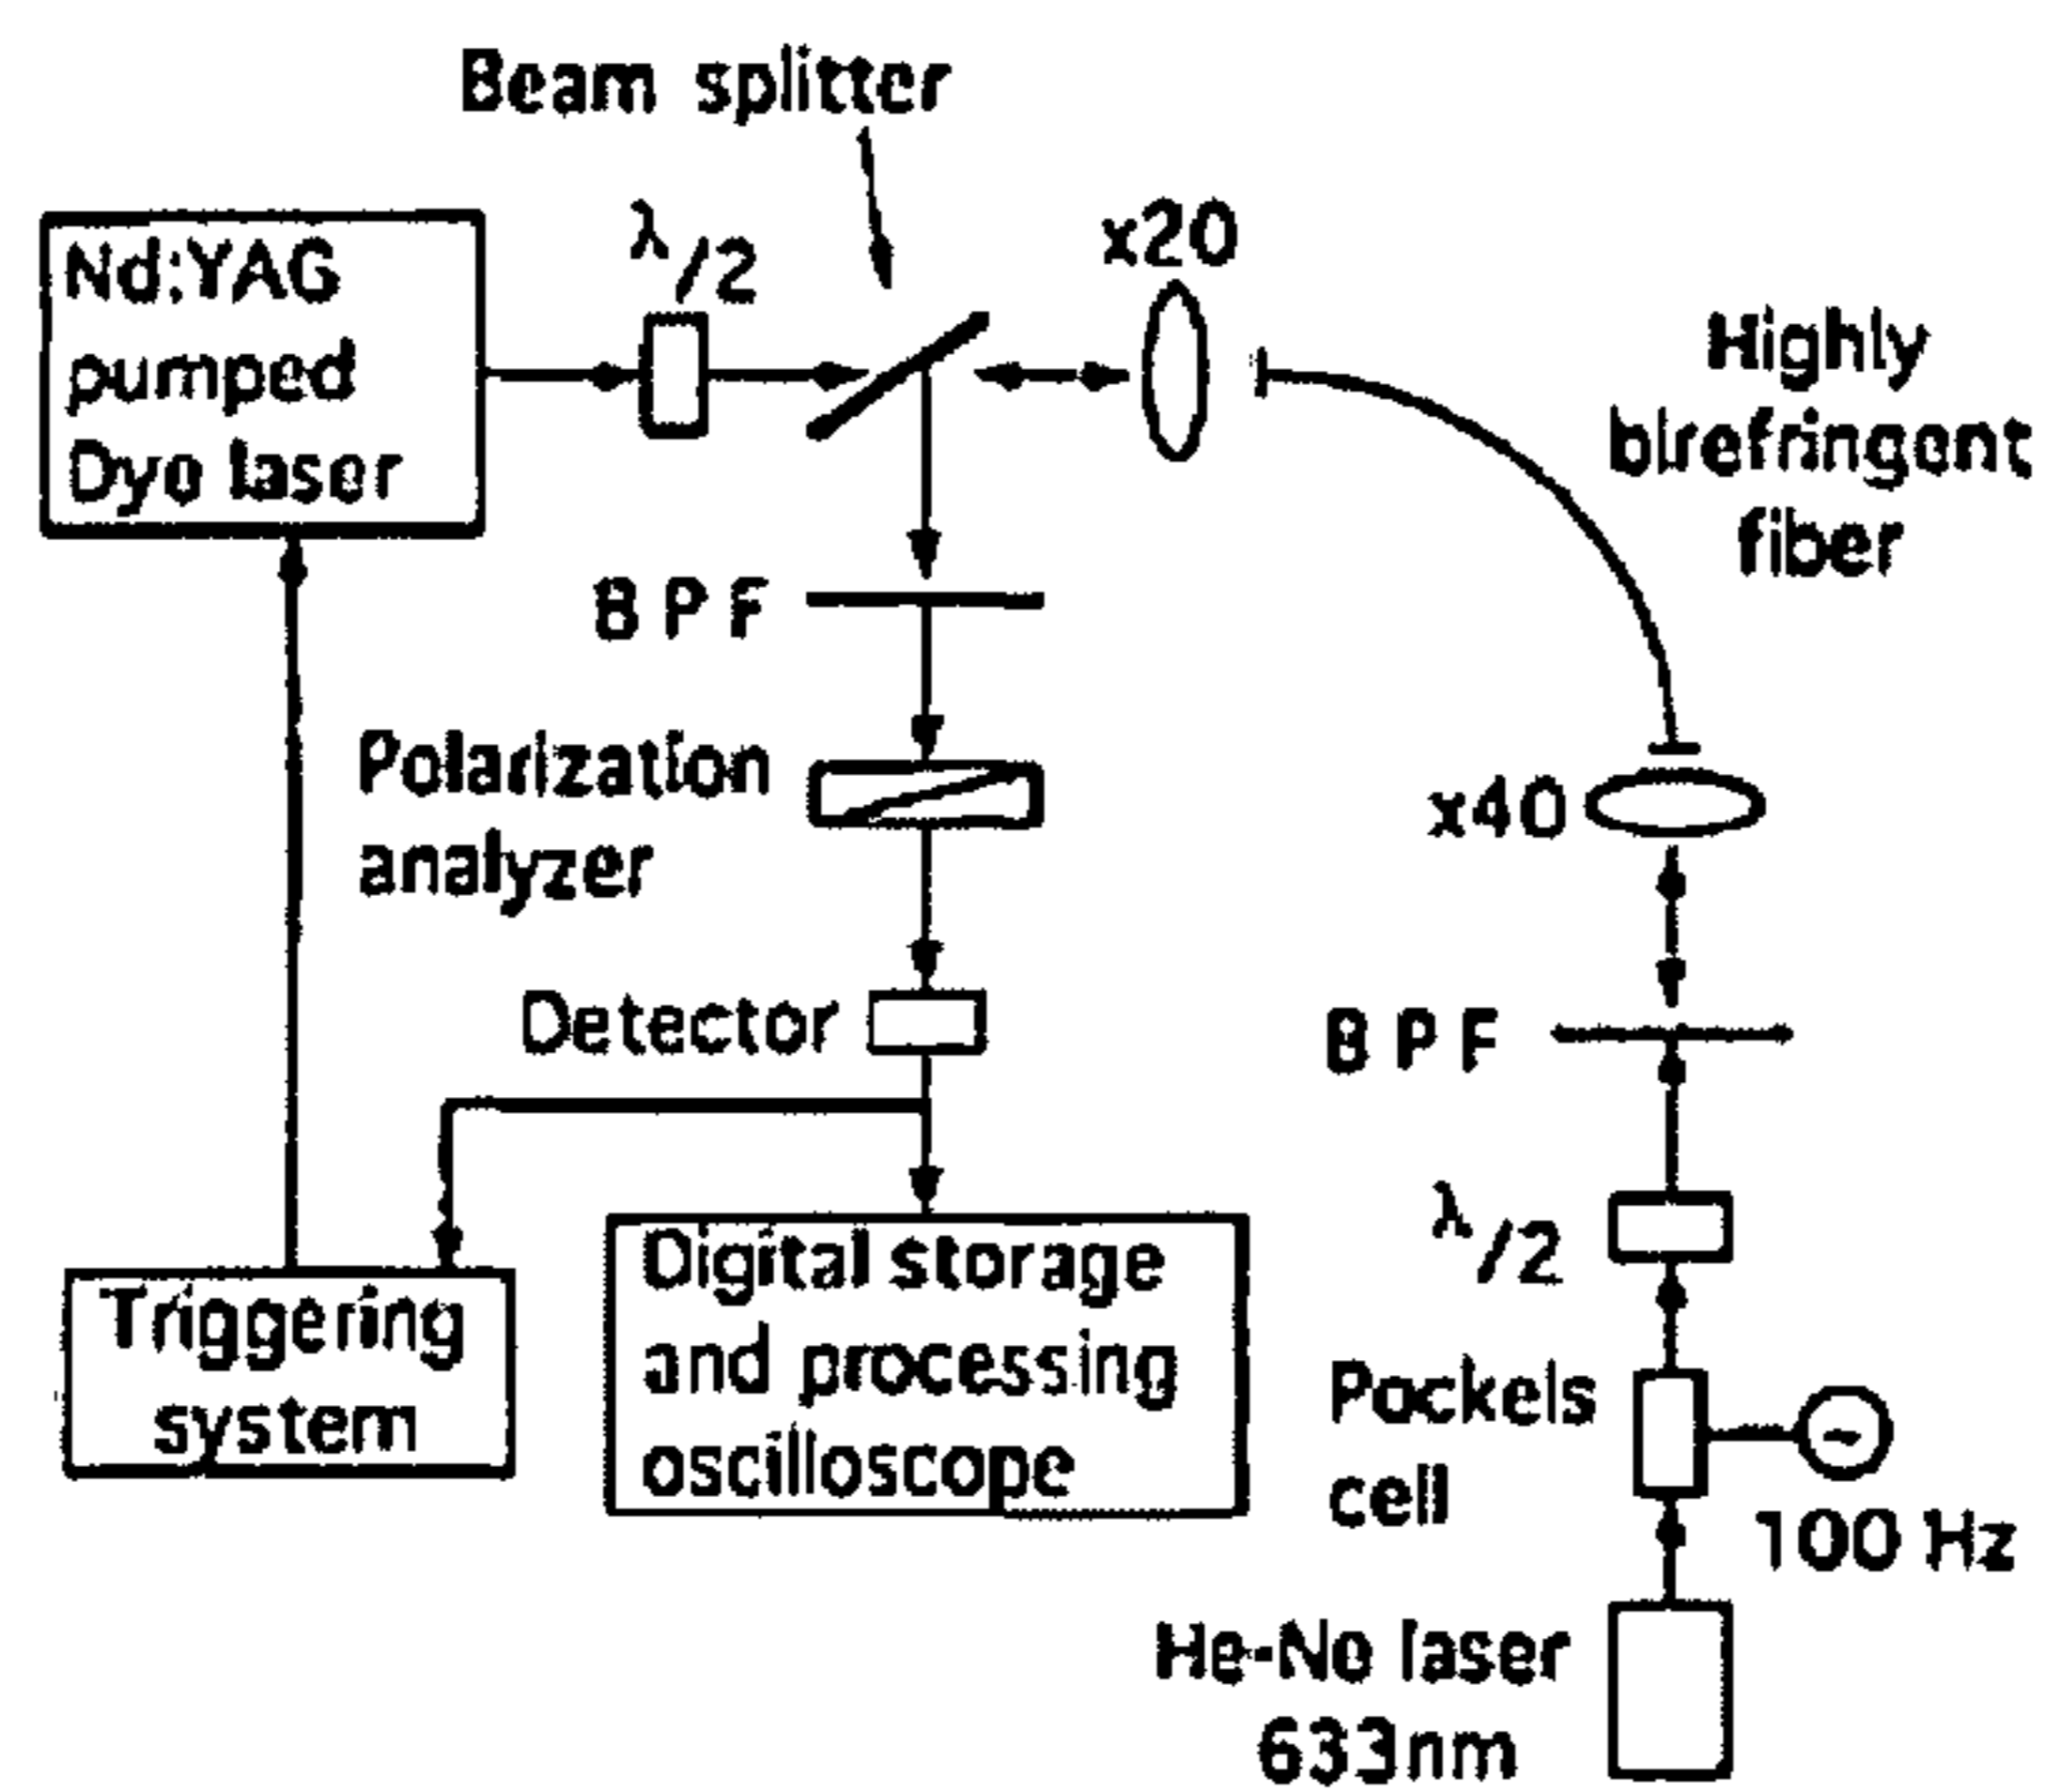 Beam splitter
λ/2
x20
Nd:YAG
pumped
Dyo laser
Highly
birefringent
fiber
8 P F
Polarization
analyzer
x40
Detector
8 P F
λ/2
Triggering
system
Digital storage
and processing
oscilloscope
Pockels
cell
~
100 Hz
He-No laser
633nm